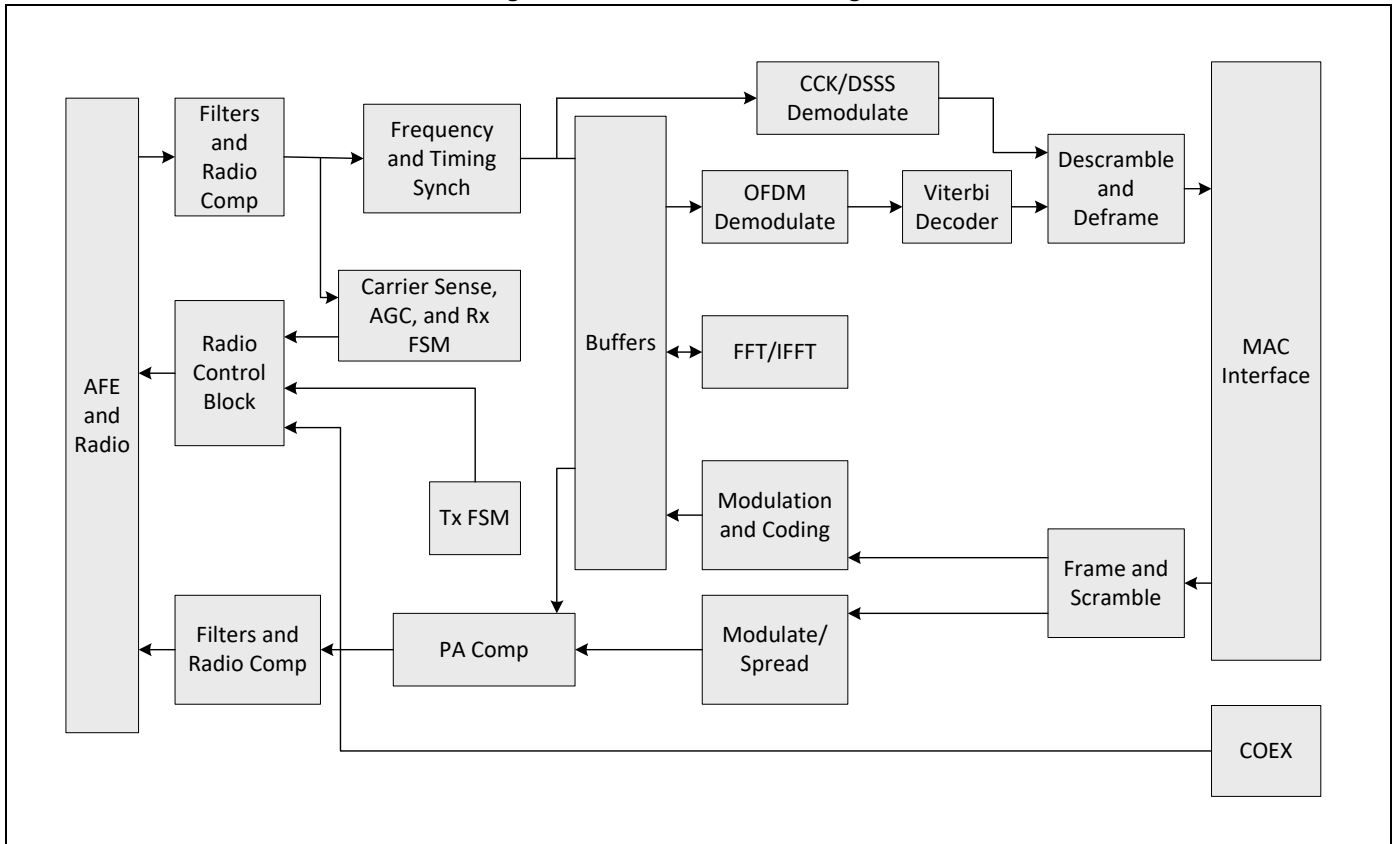 Filters
and
Radio
Comp
Frequency
and Timing
Synch
CCK/DSSS
Demodulate
OFDM
Demodulate
Viterbi
Decoder
Descramble
and
Deframe
Carrier Sense,
AGC, and Rx
FSM
Radio
Control
Block
AFE
and
Radio
Buffers
FFT/IFFT
MAC
Interface
Tx FSM
Modulation
and Coding
Frame and
Scramble
Filters and
Radio Comp
PA Comp
Modulate/
Spread
COEX